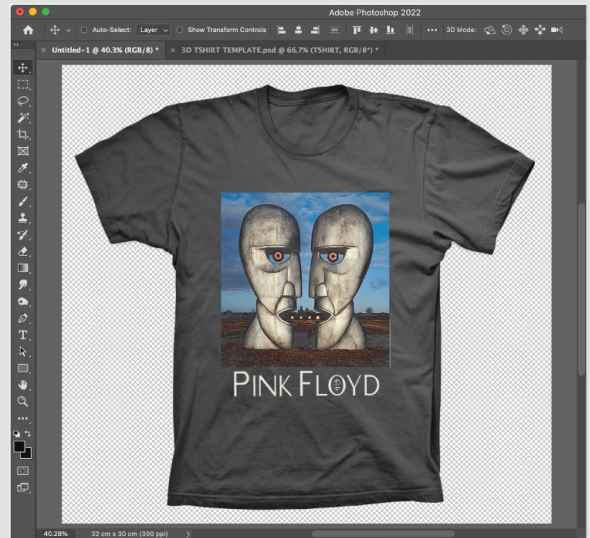 Adobe Photoshop 2022
Auto-Select: Layer Show Transform Controls 3D Mode:
× Untitled-1 @ 40.3% (RGB/8) * × 3D TSHIRT TEMPLATE.psd @ 66.7% (TSHIRT, RGB/8*) *
PINK FLOYD
40.28% 32 cm x 30 cm (300 ppi)